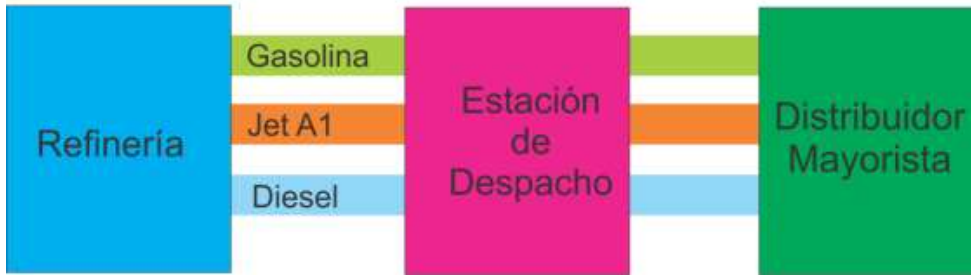 Refinería
Gasolina
Jet A1
Diesel
Estación
de
Despacho
Distribuidor
Mayorista